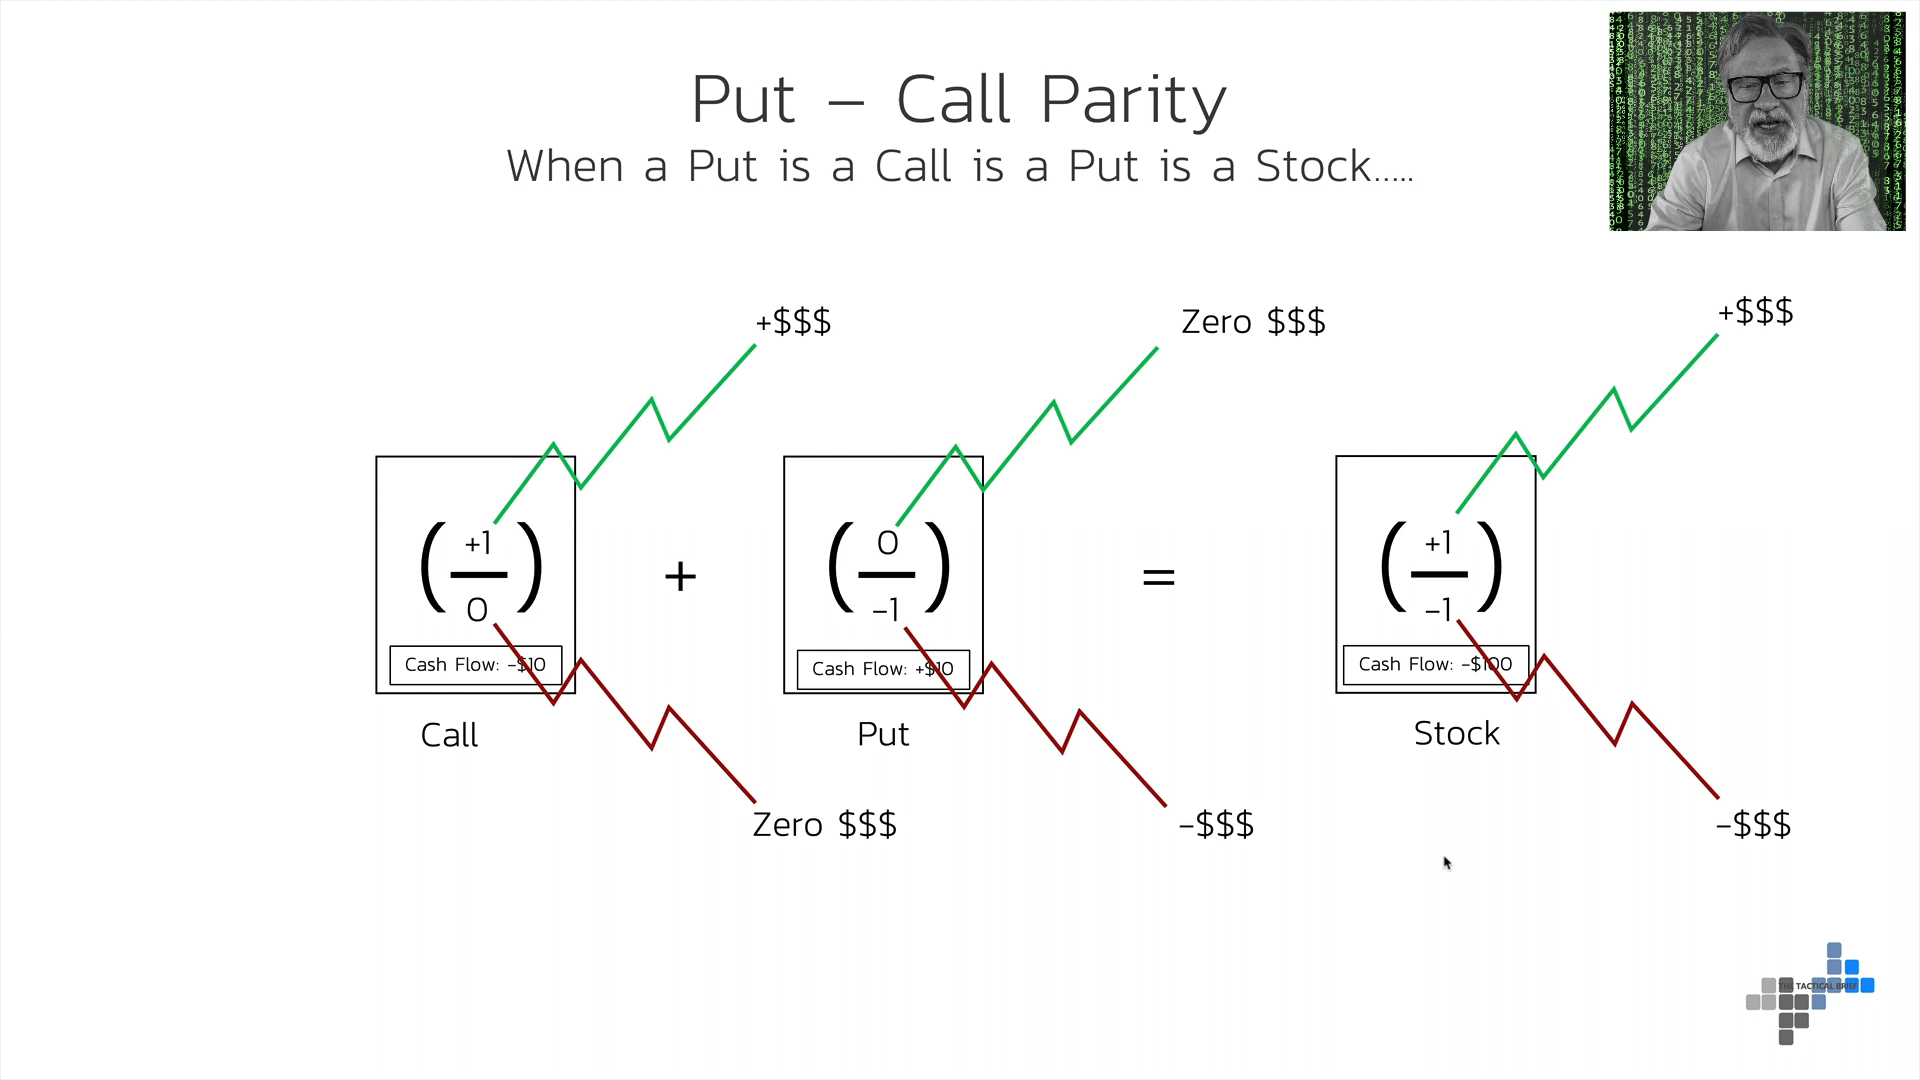 Put – Call Parity
When a Put is a Call is a Put is a Stock.....
+$$$
Zero $$$
+$$$
( +1 / 0 )
+
( 0 / -1 )
=
( +1 / -1 )
Cash Flow: -$10
Cash Flow: +$10
Cash Flow: -$100
Call
Put
Stock
Zero $$$
-$$$
-$$$
THE TACTICAL BRIEF